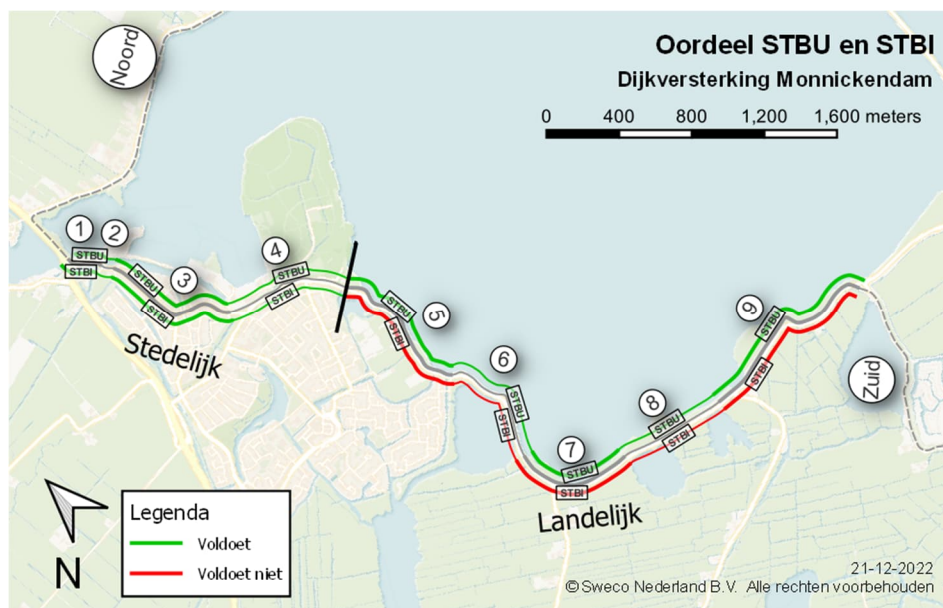 Oordeel STBU en STBI
Dijkversterking Monnickendam
0 400 800 1,200 1,600 meters
Noord
1 2 3 4 5 6 7 8 9
STBU
STBI
STBU
STBI
STBU
STBI
STBU
STBI
STBU
STBI
STBU
STBI
STBU
STBI
STBU
STBI
Stedelijk
Landelijk
Zuid
N
Legenda
Voldoet
Voldoet niet
21-12-2022
© Sweco Nederland B.V. Alle rechten voorbehouden